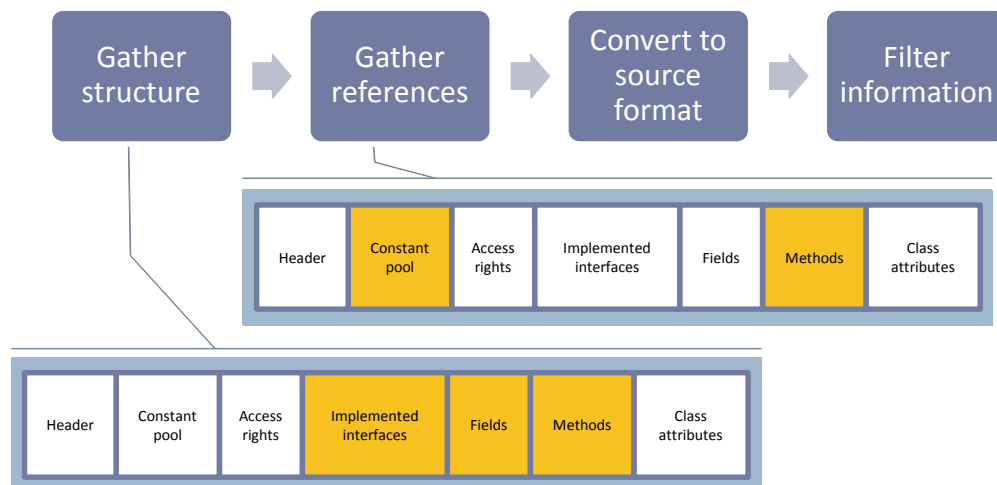 Gather
structure
Gather
references
Convert to
source
format
Filter
information
Header
Constant
pool
Access
rights
Implemented
interfaces
Fields
Methods
Class
attributes
Header
Constant
pool
Access
rights
Implemented
interfaces
Fields
Methods
Class
attributes